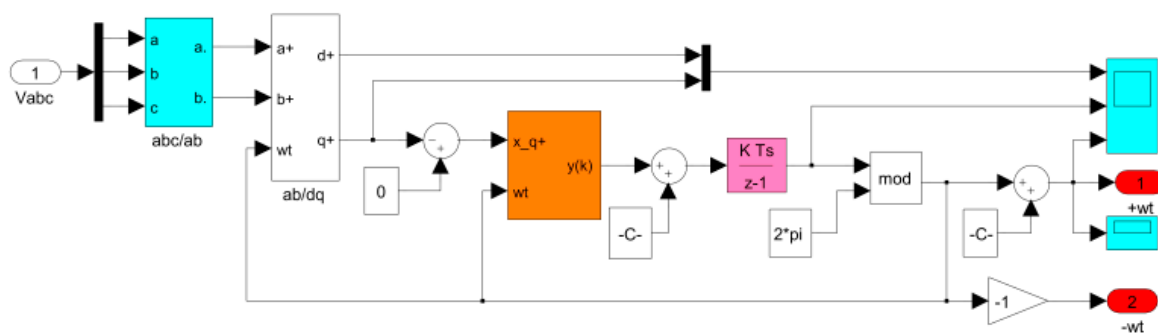 1
Vabc
a
b
c
a.
b.
abc/ab
a+
b+
wt
d+
q+
ab/dq
−
+
0
x_q+
wt
y(k)
+
+
-C-
K Ts
z-1
2*pi
mod
+
+
-C-
1
+wt
-1
2
-wt